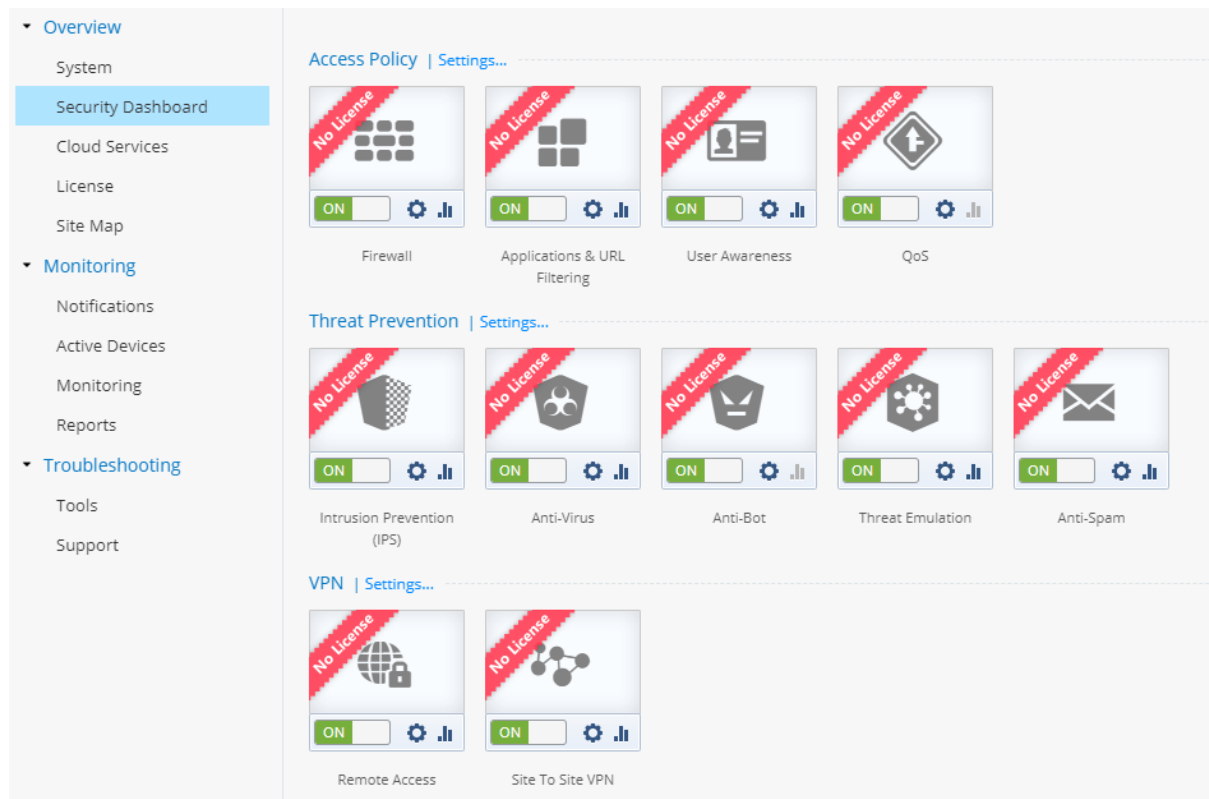 Overview
System
Security Dashboard
Cloud Services
License
Site Map
Monitoring
Notifications
Active Devices
Monitoring
Reports
Troubleshooting
Tools
Support
Access Policy | Settings...
No License
No License
No License
No License
ON
ON
ON
ON
Firewall
Applications & URL
Filtering
User Awareness
QoS
Threat Prevention | Settings...
No License
No License
No License
No License
No License
ON
ON
ON
ON
ON
Intrusion Prevention
(IPS)
Anti-Virus
Anti-Bot
Threat Emulation
Anti-Spam
VPN | Settings...
No License
No License
ON
ON
Remote Access
Site To Site VPN